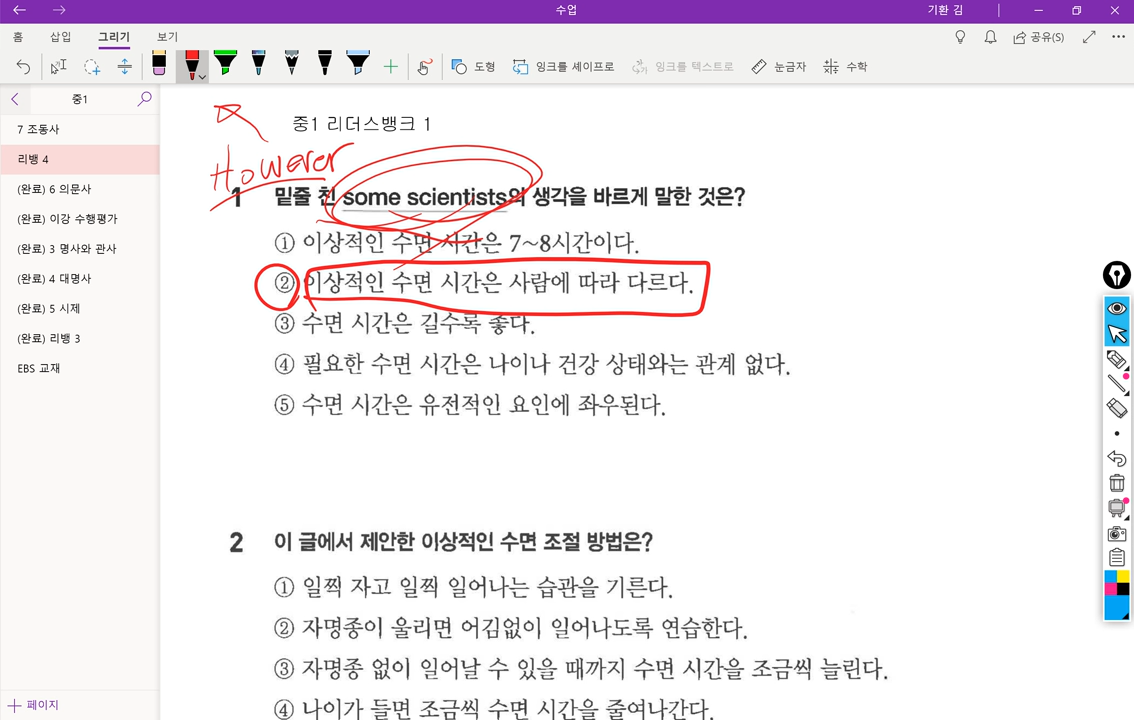 수업
기환 김
홈 삽입 그리기 보기
공유(S)
도형 잉크를 셰이프로 잉크를 텍스트로 눈금자 수학
중1
7 조동사
리뱅 4
(완료) 6 의문사
(완료) 이강 수행평가
(완료) 3 명사와 관사
(완료) 4 대명사
(완료) 5 시제
(완료) 리뱅 3
EBS 교재
페이지
중1 리더스뱅크 1
However
1 밑줄 친 some scientists의 생각을 바르게 말한 것은?
① 이상적인 수면 시간은 7~8시간이다.
② 이상적인 수면 시간은 사람에 따라 다르다.
③ 수면 시간은 길수록 좋다.
④ 필요한 수면 시간은 나이나 건강 상태와는 관계 없다.
⑤ 수면 시간은 유전적인 요인에 좌우된다.
2 이 글에서 제안한 이상적인 수면 조절 방법은?
① 일찍 자고 일찍 일어나는 습관을 기른다.
② 자명종이 울리면 어김없이 일어나도록 연습한다.
③ 자명종 없이 일어날 수 있을 때까지 수면 시간을 조금씩 늘린다.
④ 나이가 들면 조금씩 수면 시간을 줄여나간다.